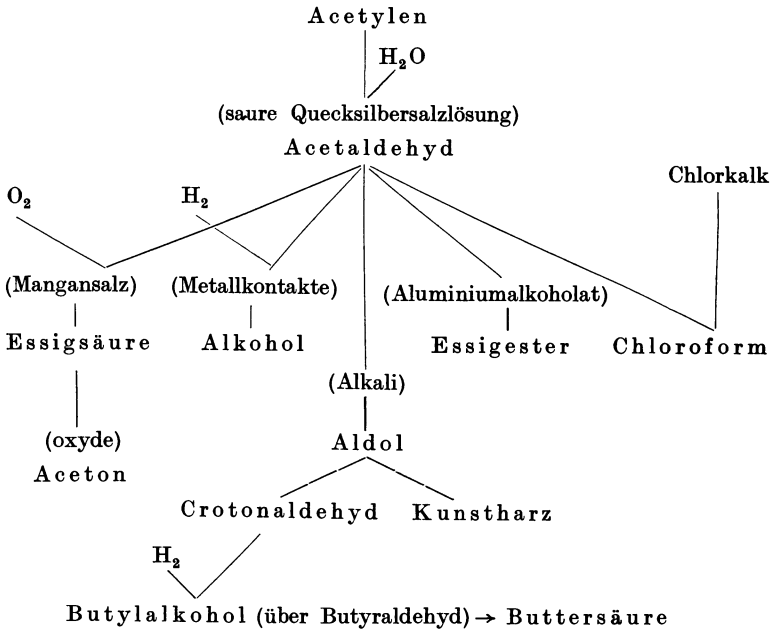 Acetylen
H₂O
(saure Quecksilbersalzlösung)
Acetaldehyd
Chlorkalk
O₂
H₂
(Mangansalz)
(Metallkontakte)
(Aluminiumalkoholat)
Essigsäure
Alkohol
Essigester
Chloroform
(Alkali)
(oxyde)
Aldol
Aceton
Crotonaldehyd
Kunstharz
H₂
Butylalkohol (über Butyraldehyd) → Buttersäure